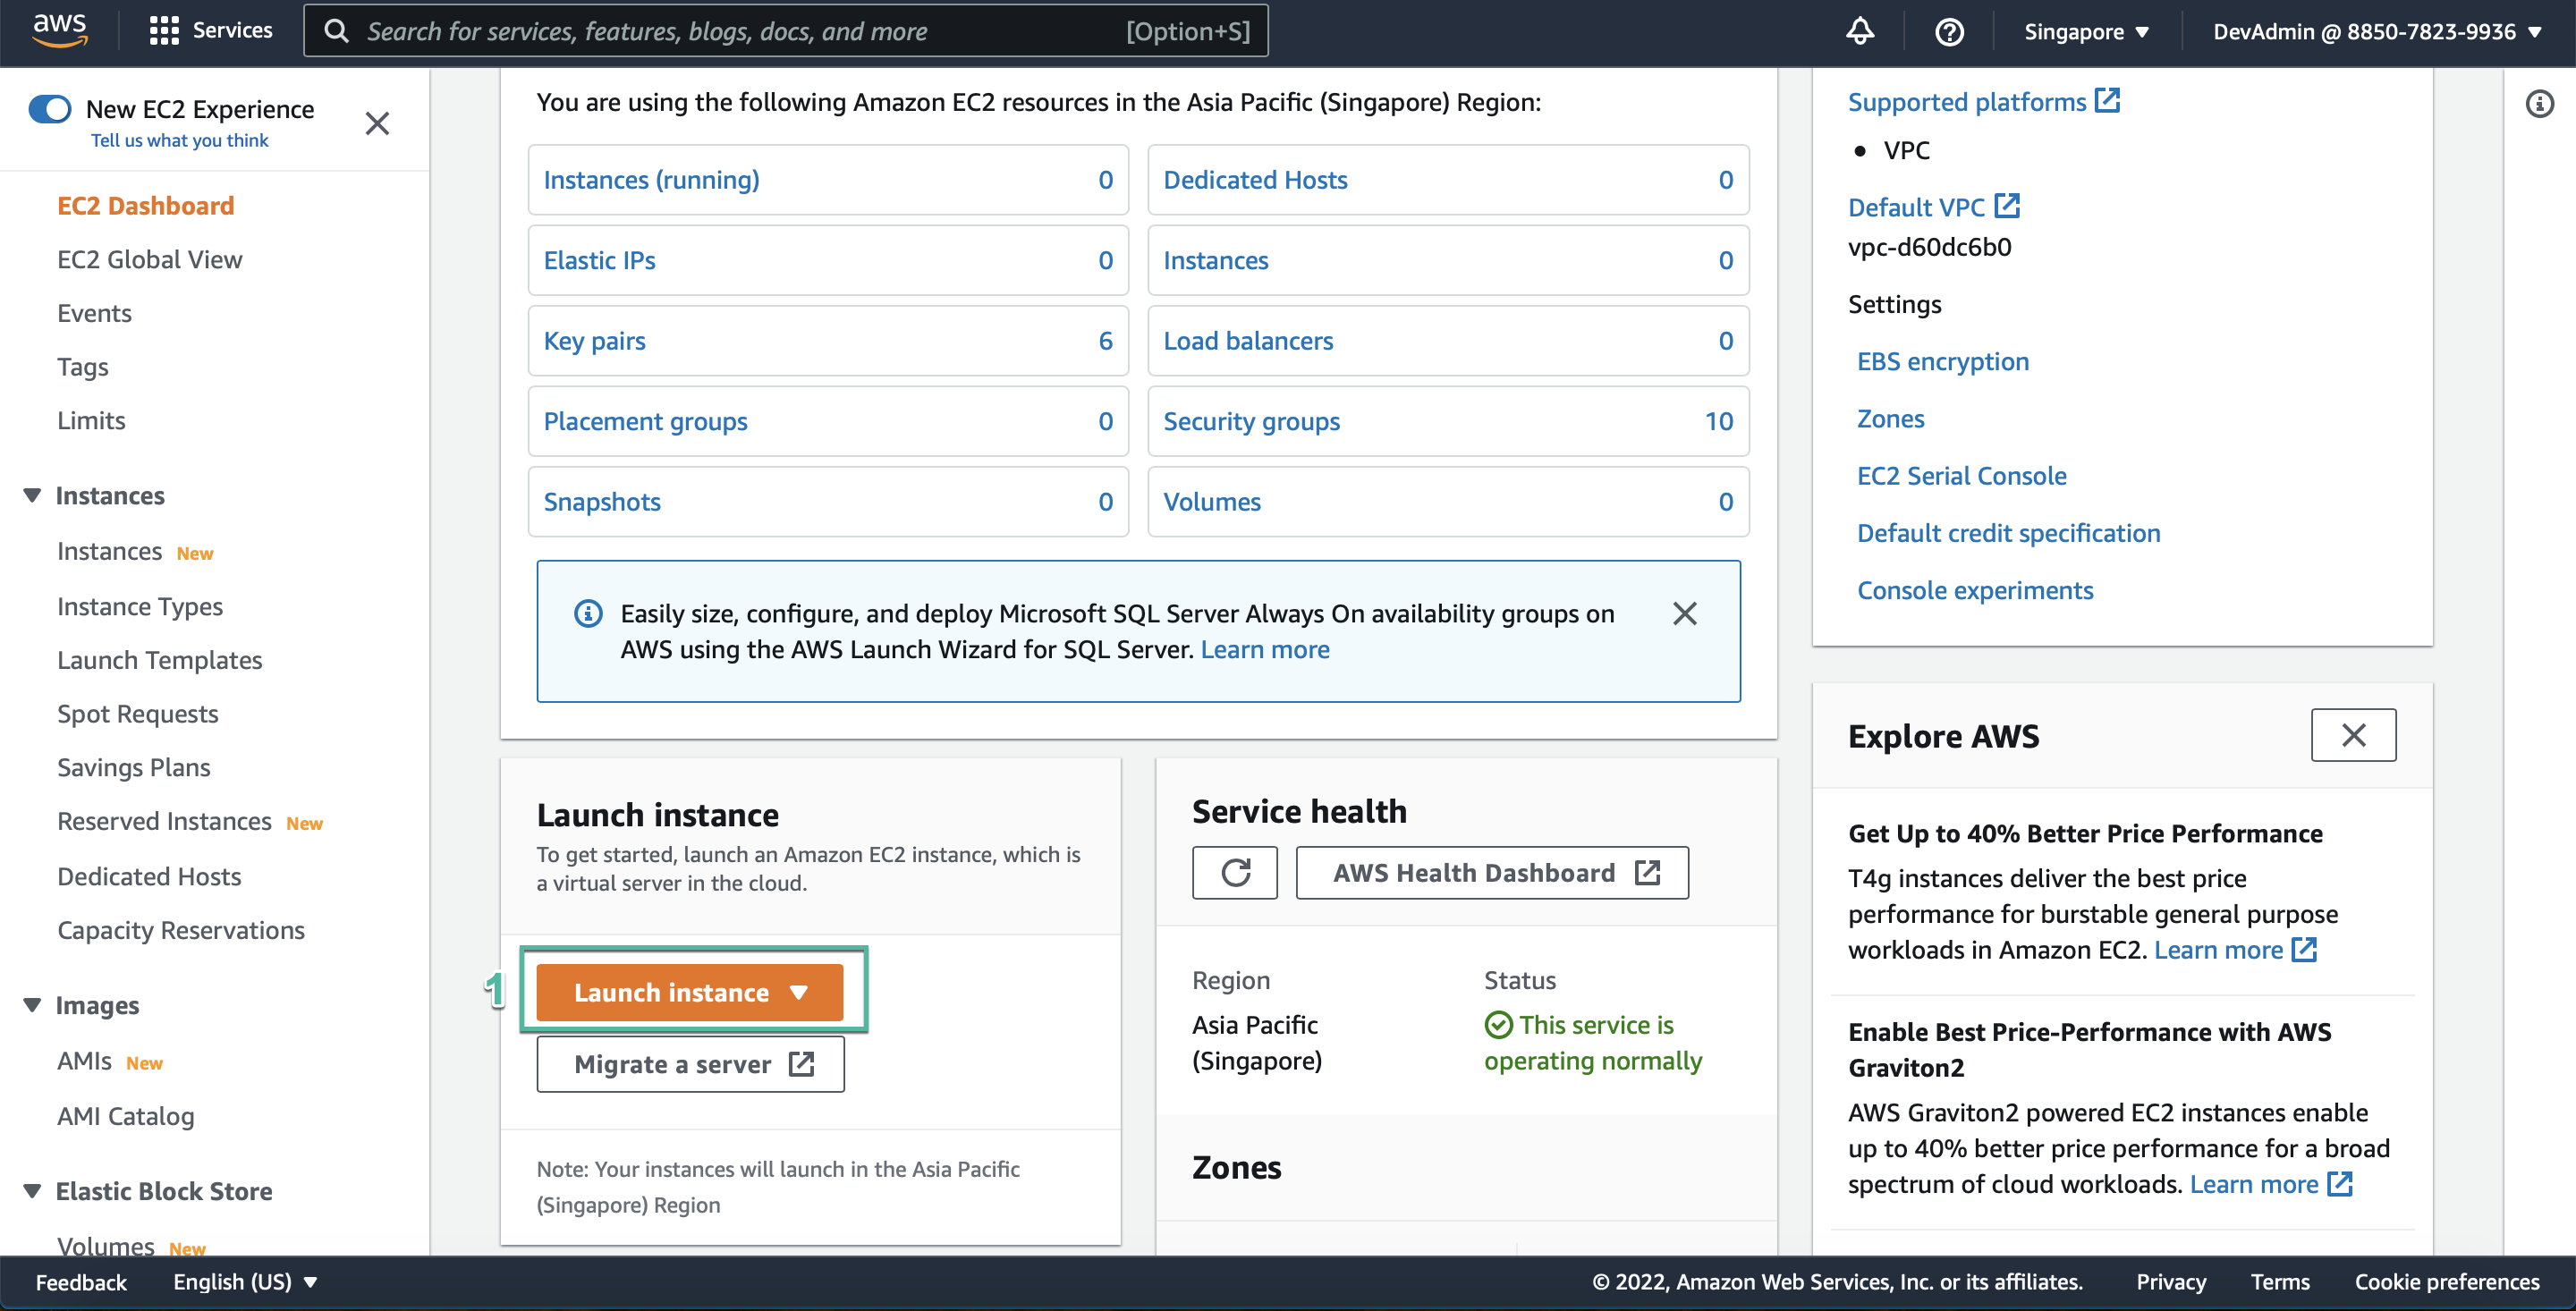 aws
Services
Search for services, features, blogs, docs, and more [Option+S]
Singapore
DevAdmin @ 8850-7823-9936
New EC2 Experience
Tell us what you think
EC2 Dashboard
EC2 Global View
Events
Tags
Limits
Instances
Instances New
Instance Types
Launch Templates
Spot Requests
Savings Plans
Reserved Instances New
Dedicated Hosts
Capacity Reservations
Images
AMIs New
AMI Catalog
Elastic Block Store
Volumes New
You are using the following Amazon EC2 resources in the Asia Pacific (Singapore) Region:
Instances (running) 0
Dedicated Hosts 0
Elastic IPs 0
Instances 0
Key pairs 6
Load balancers 0
Placement groups 0
Security groups 10
Snapshots 0
Volumes 0
Easily size, configure, and deploy Microsoft SQL Server Always On availability groups on
AWS using the AWS Launch Wizard for SQL Server. Learn more
Launch instance
To get started, launch an Amazon EC2 instance, which is
a virtual server in the cloud.
1
Launch instance
Migrate a server
Note: Your instances will launch in the Asia Pacific
(Singapore) Region
Service health
AWS Health Dashboard
Region
Asia Pacific
(Singapore)
Status
This service is
operating normally
Zones
Supported platforms
• VPC
Default VPC
vpc-d60dc6b0
Settings
EBS encryption
Zones
EC2 Serial Console
Default credit specification
Console experiments
Explore AWS
Get Up to 40% Better Price Performance
T4g instances deliver the best price
performance for burstable general purpose
workloads in Amazon EC2. Learn more
Enable Best Price-Performance with AWS
Graviton2
AWS Graviton2 powered EC2 instances enable
up to 40% better price performance for a broad
spectrum of cloud workloads. Learn more
Feedback
English (US)
© 2022, Amazon Web Services, Inc. or its affiliates.
Privacy
Terms
Cookie preferences